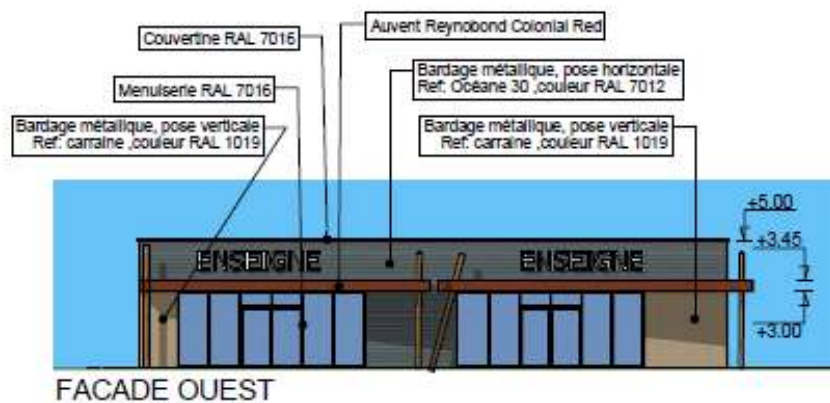 Couvertine RAL 7016
Auvent Reynobond Colonial Red
Menuiserie RAL 7016
Bardage métallique, pose horizontale
Ref: Océane 30 ,couleur RAL 7012
Bardage métallique, pose verticale
Ref: carraine ,couleur RAL 1019
Bardage métallique, pose verticale
Ref: carraine ,couleur RAL 1019
+5.00
+3.45
ENSEIGNE
ENSEIGNE
+3.00
FACADE OUEST